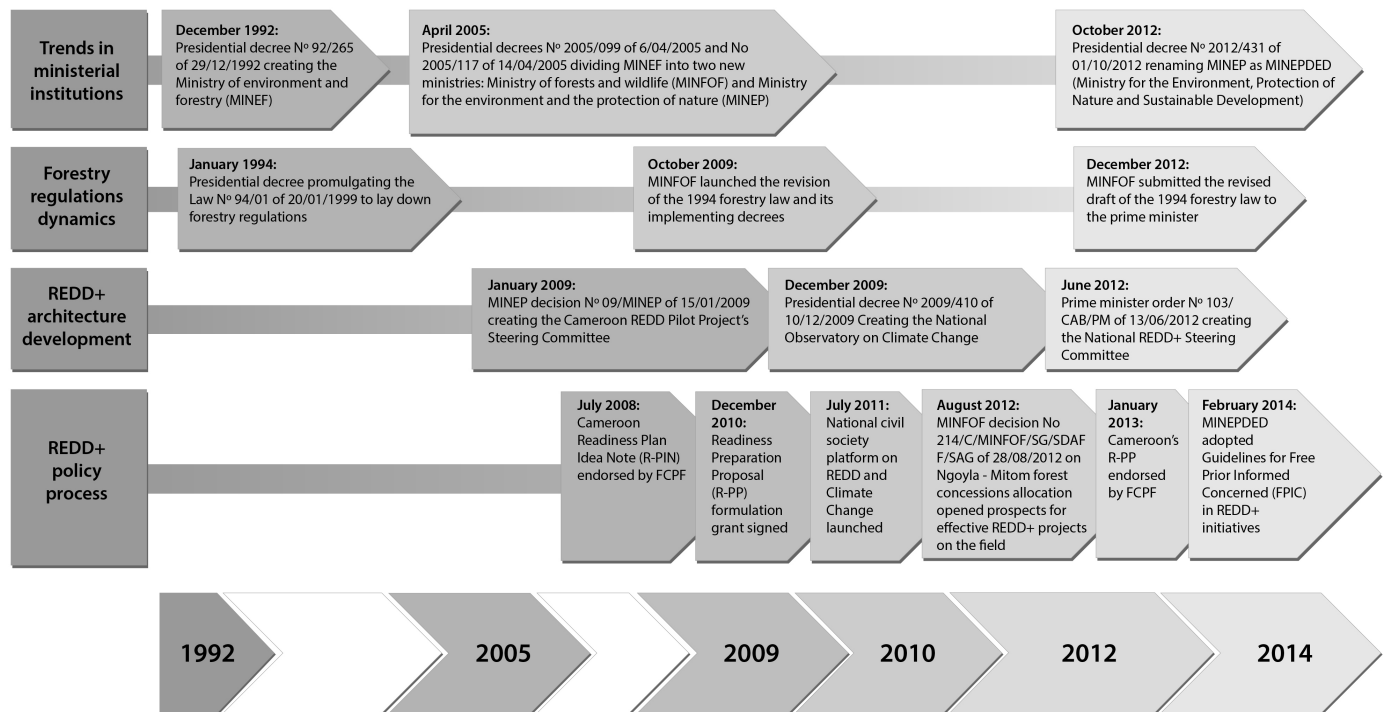 Trends in
ministerial
institutions
December 1992:
Presidential decree Nº 92/265
of 29/12/1992 creating the
Ministry of environment and
forestry (MINEF)
April 2005:
Presidential decrees Nº 2005/099 of 6/04/2005 and No
2005/117 of 14/04/2005 dividing MINEF into two new
ministries: Ministry of forests and wildlife (MINFOF) and Ministry
for the environment and the protection of nature (MINEP)
October 2012:
Presidential decree Nº 2012/431 of
01/10/2012 renaming MINEP as MINEPDED
(Ministry for the Environment, Protection of
Nature and Sustainable Development)
Forestry
regulations
dynamics
January 1994:
Presidential decree promulgating the
Law Nº 94/01 of 20/01/1999 to lay down
forestry regulations
October 2009:
MINFOF launched the revision
of the 1994 forestry law and its
implementing decrees
December 2012:
MINFOF submitted the revised
draft of the 1994 forestry law to
the prime minister
REDD+
architecture
development
January 2009:
MINEP decision Nº 09/MINEP of 15/01/2009
creating the Cameroon REDD Pilot Project’s
Steering Committee
December 2009:
Presidential decree Nº 2009/410 of
10/12/2009 Creating the National
Observatory on Climate Change
June 2012:
Prime minister order Nº 103/
CAB/PM of 13/06/2012 creating
the National REDD+ Steering
Committee
REDD+
policy
process
July 2008:
Cameroon
Readiness Plan
Idea Note (R-PIN)
endorsed by FCPF
December
2010:
Readiness
Preparation
Proposal
(R-PP)
formulation
grant signed
July 2011:
National civil
society
platform on
REDD and
Climate
Change
launched
August 2012:
MINFOF decision No
214/C/MINFOF/SG/SDAF
F/SAG of 28/08/2012 on
Ngoyla - Mitom forest
concessions allocation
opened prospects for
effective REDD+ projects
on the field
January
2013:
Cameroon’s
R-PP
endorsed
by FCPF
February 2014:
MINEPDED
adopted
Guidelines for Free
Prior Informed
Concerned (FPIC)
in REDD+
initiatives
1992
2005
2009
2010
2012
2014